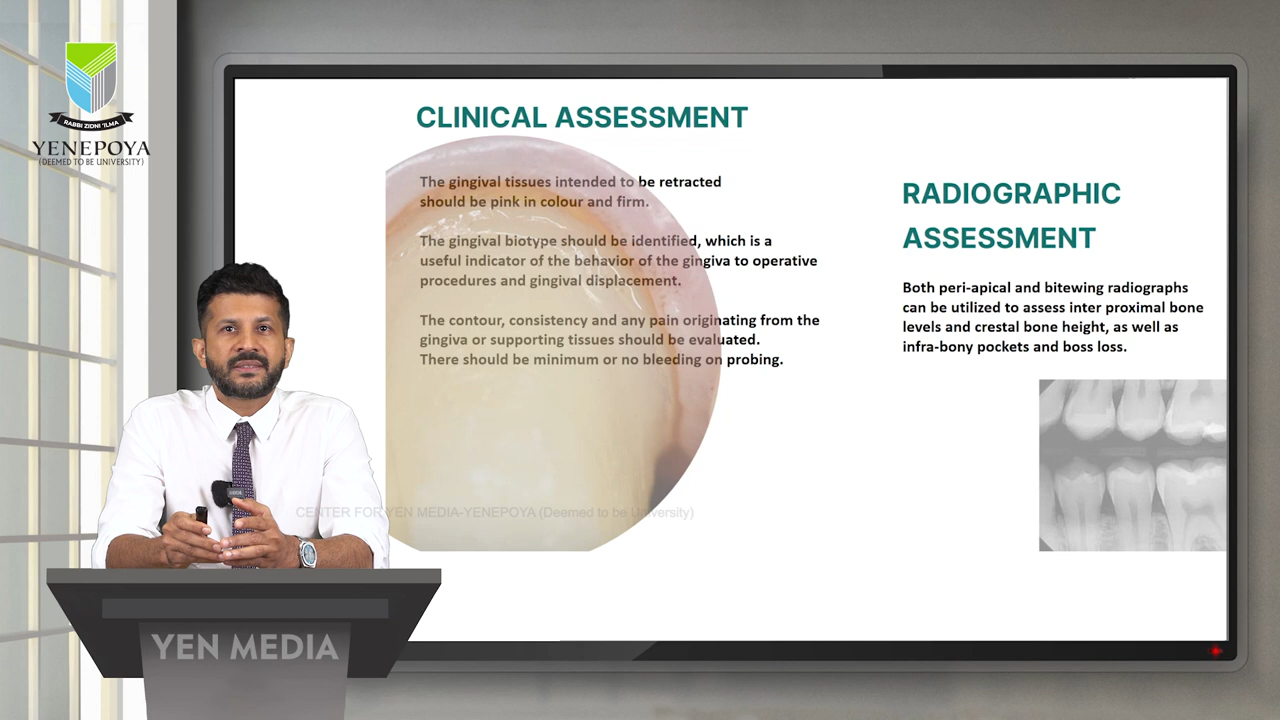 RABBI ZIDNI 'ILMA
YENEPOYA
(DEEMED TO BE UNIVERSITY)
CLINICAL ASSESSMENT
The gingival tissues intended to be retracted
should be pink in colour and firm.
The gingival biotype should be identified, which is a
useful indicator of the behavior of the gingiva to operative
procedures and gingival displacement.
The contour, consistency and any pain originating from the
gingiva or supporting tissues should be evaluated.
There should be minimum or no bleeding on probing.
RADIOGRAPHIC
ASSESSMENT
Both peri-apical and bitewing radiographs
can be utilized to assess inter proximal bone
levels and crestal bone height, as well as
infra-bony pockets and boss loss.
CENTER FOR YEN MEDIA-YENEPOYA (Deemed to be University)
YEN MEDIA